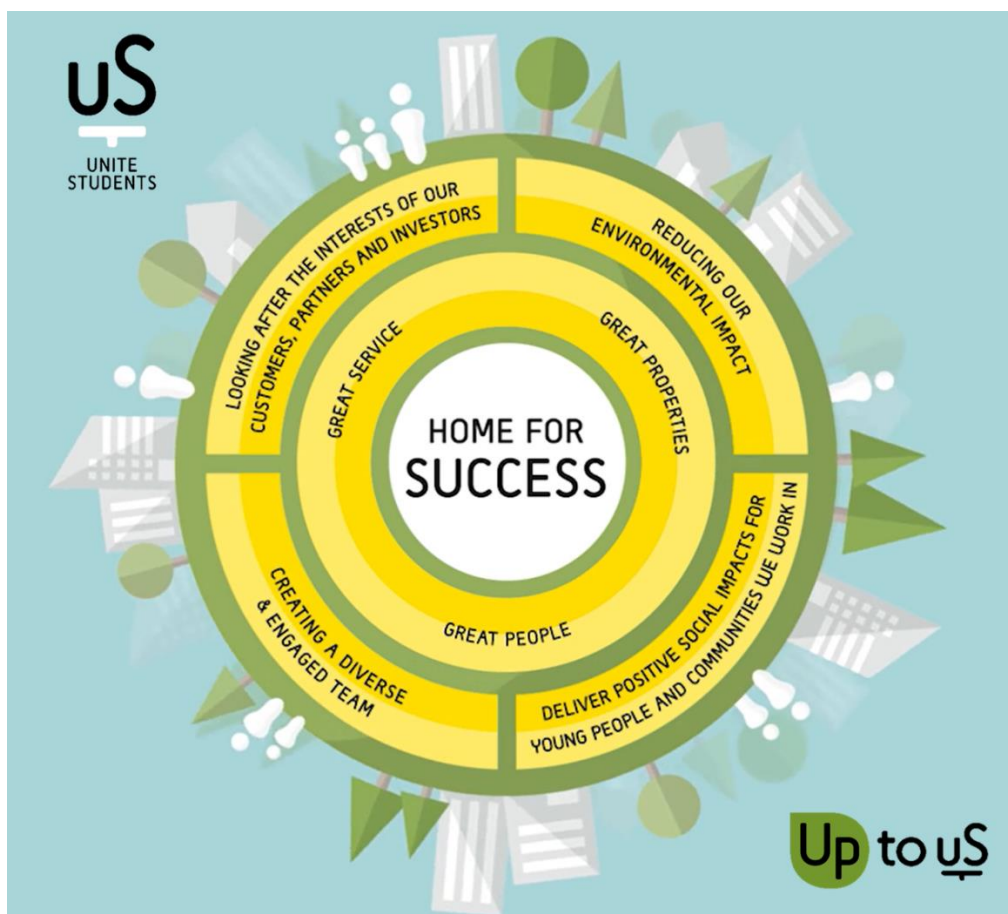 uS
UNITE
STUDENTS
LOOKING AFTER THE INTERESTS OF OUR
CUSTOMERS, PARTNERS AND INVESTORS
REDUCING OUR
ENVIRONMENTAL IMPACT
GREAT SERVICE
GREAT PROPERTIES
HOME FOR
SUCCESS
GREAT PEOPLE
CREATING A DIVERSE
& ENGAGED TEAM
DELIVER POSITIVE SOCIAL IMPACTS FOR
YOUNG PEOPLE AND COMMUNITIES WE WORK IN
Up to uS